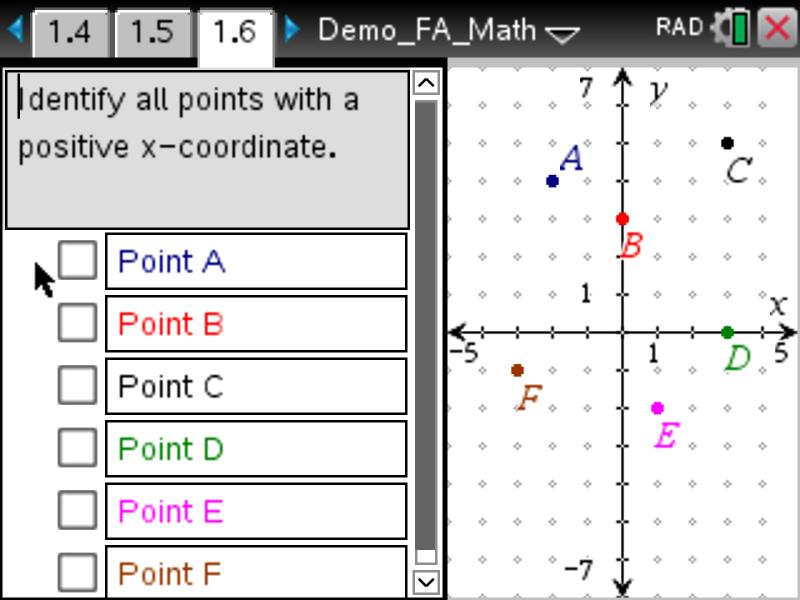 1.4 1.5 1.6 Demo_FA_Math RAD
Identify all points with a
positive x-coordinate.
Point A
Point B
Point C
Point D
Point E
Point F
7 y
A
C
B
1
x
-5 1 D 5
F
E
-7